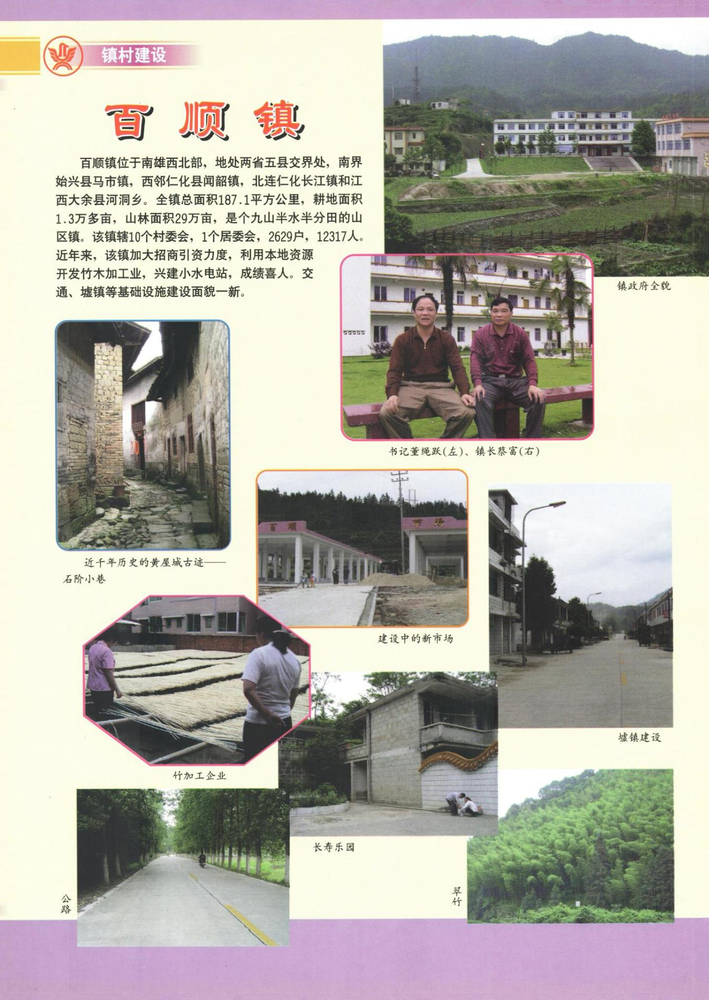 镇村建设
百顺镇
百顺镇位于南雄西北部，地处两省五县交界处，南界
始兴县马市镇，西邻仁化县闻韶镇，北连仁化长江镇和江
西大余县河洞乡。全镇总面积187.1平方公里，耕地面积
1.3万多亩，山林面积29万亩，是个九山半水半分田的山
区镇。该镇辖10个村委会，1个居委会，2629户，12317人。
近年来，该镇加大招商引资力度，利用本地资源
开发竹木加工业，兴建小水电站，成绩喜人。交
通、墟镇等基础设施建设面貌一新。
镇政府全貌
书记董绳跃(左)、镇长蔡富(右)
近千年历史的黄屋城古迹——
石阶小巷
百顺
市场
建设中的新市场
墟镇建设
竹加工企业
长寿乐园
公路
翠竹